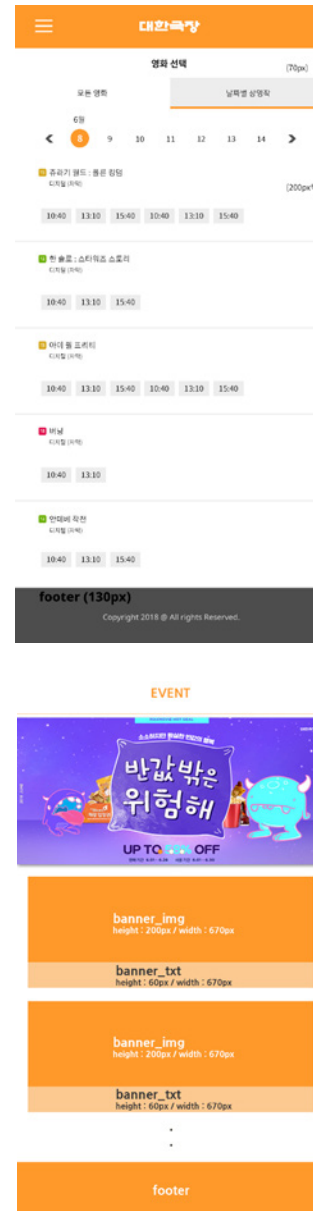 대한극장
영화 선택
[70px]
모든 영화
날짜별 상영작
6월
8 9 10 11 12 13 14
쥬라기 월드 : 폴른 킹덤
디지털 (자막)
[200px
10:40 13:10 15:40 10:40 13:10 15:40
한 솔로 : 스타워즈 스토리
디지털 (자막)
10:40 13:10 15:40
아이 필 프리티
디지털 (자막)
10:40 13:10 15:40 10:40 13:10 15:40
버닝
디지털 (자막)
10:40 13:10
안테베 작전
디지털 (자막)
10:40 13:10 15:40
footer (130px)
Copyright 2018 @ All rights Reserved.
EVENT
반값 밖은
위험해
UP TO OFF
banner_img
height : 200px / width : 670px
banner_txt
height : 60px / width : 670px
banner_img
height : 200px / width : 670px
banner_txt
height : 60px / width : 670px
footer